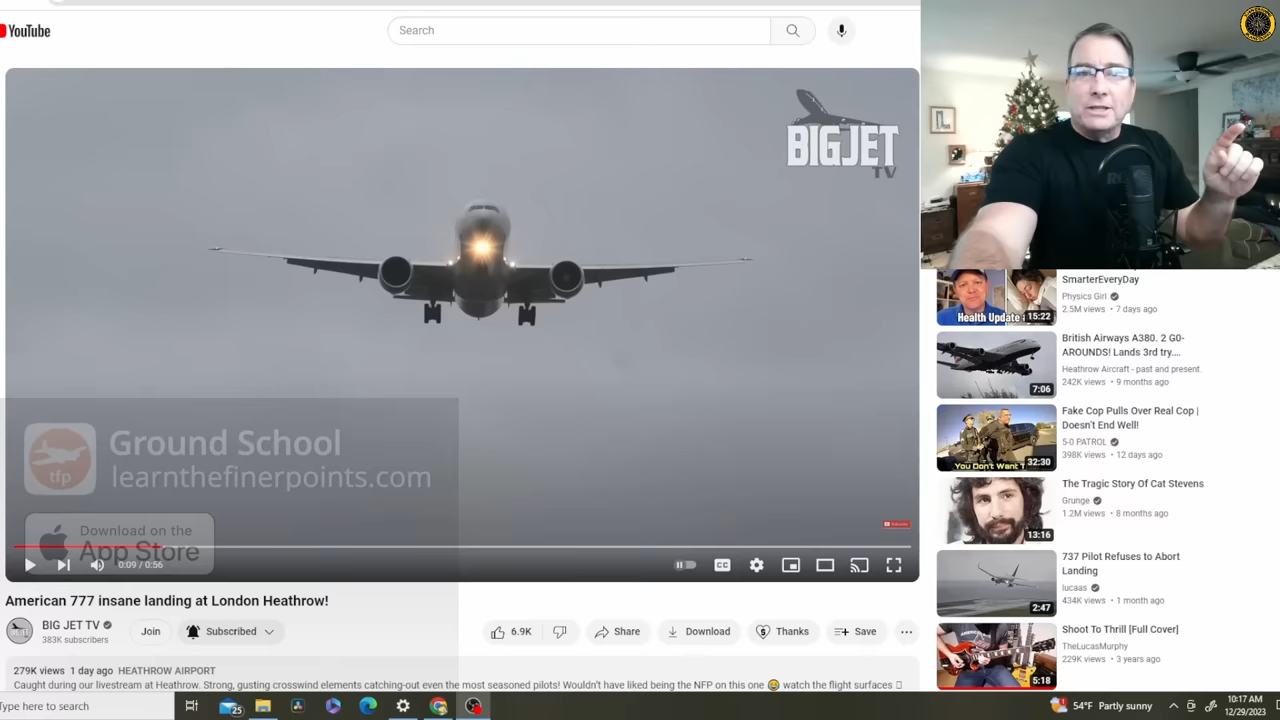 YouTube
Search
BIGJET
TV
Ground School
tfp
learnthefinerpoints.com
Download on the
App Store
Subscribe
CC
0:09 / 0:56
American 777 insane landing at London Heathrow!
BIG JET TV
383K subscribers
Join
Subscribed
6.9K
Share
Download
Thanks
Save
279K views 1 day ago HEATHROW AIRPORT
Caught during our livestream at Heathrow. Strong, gusting crosswind elements catching-out even the most seasoned pilots! Wouldn't have liked being the NFP on this one 😅 watch the flight surfaces
Health Update
15:22
SmarterEveryDay
Physics Girl
2.5M views • 7 days ago
7:06
British Airways A380. 2 G0-
AROUNDS! Lands 3rd try....
Heathrow Aircraft - past and present.
242K views • 9 months ago
You Don't Want T
32:30
Fake Cop Pulls Over Real Cop |
Doesn't End Well!
5-0 PATROL
398K views • 12 days ago
13:16
The Tragic Story Of Cat Stevens
Grunge
1.2M views • 8 months ago
2:47
737 Pilot Refuses to Abort
Landing
lucaas
434K views • 1 month ago
5:18
Shoot To Thrill [Full Cover]
TheLucasMurphy
229K views • 3 years ago
Type here to search
25
54°F Partly sunny
10:17 AM
12/29/2023